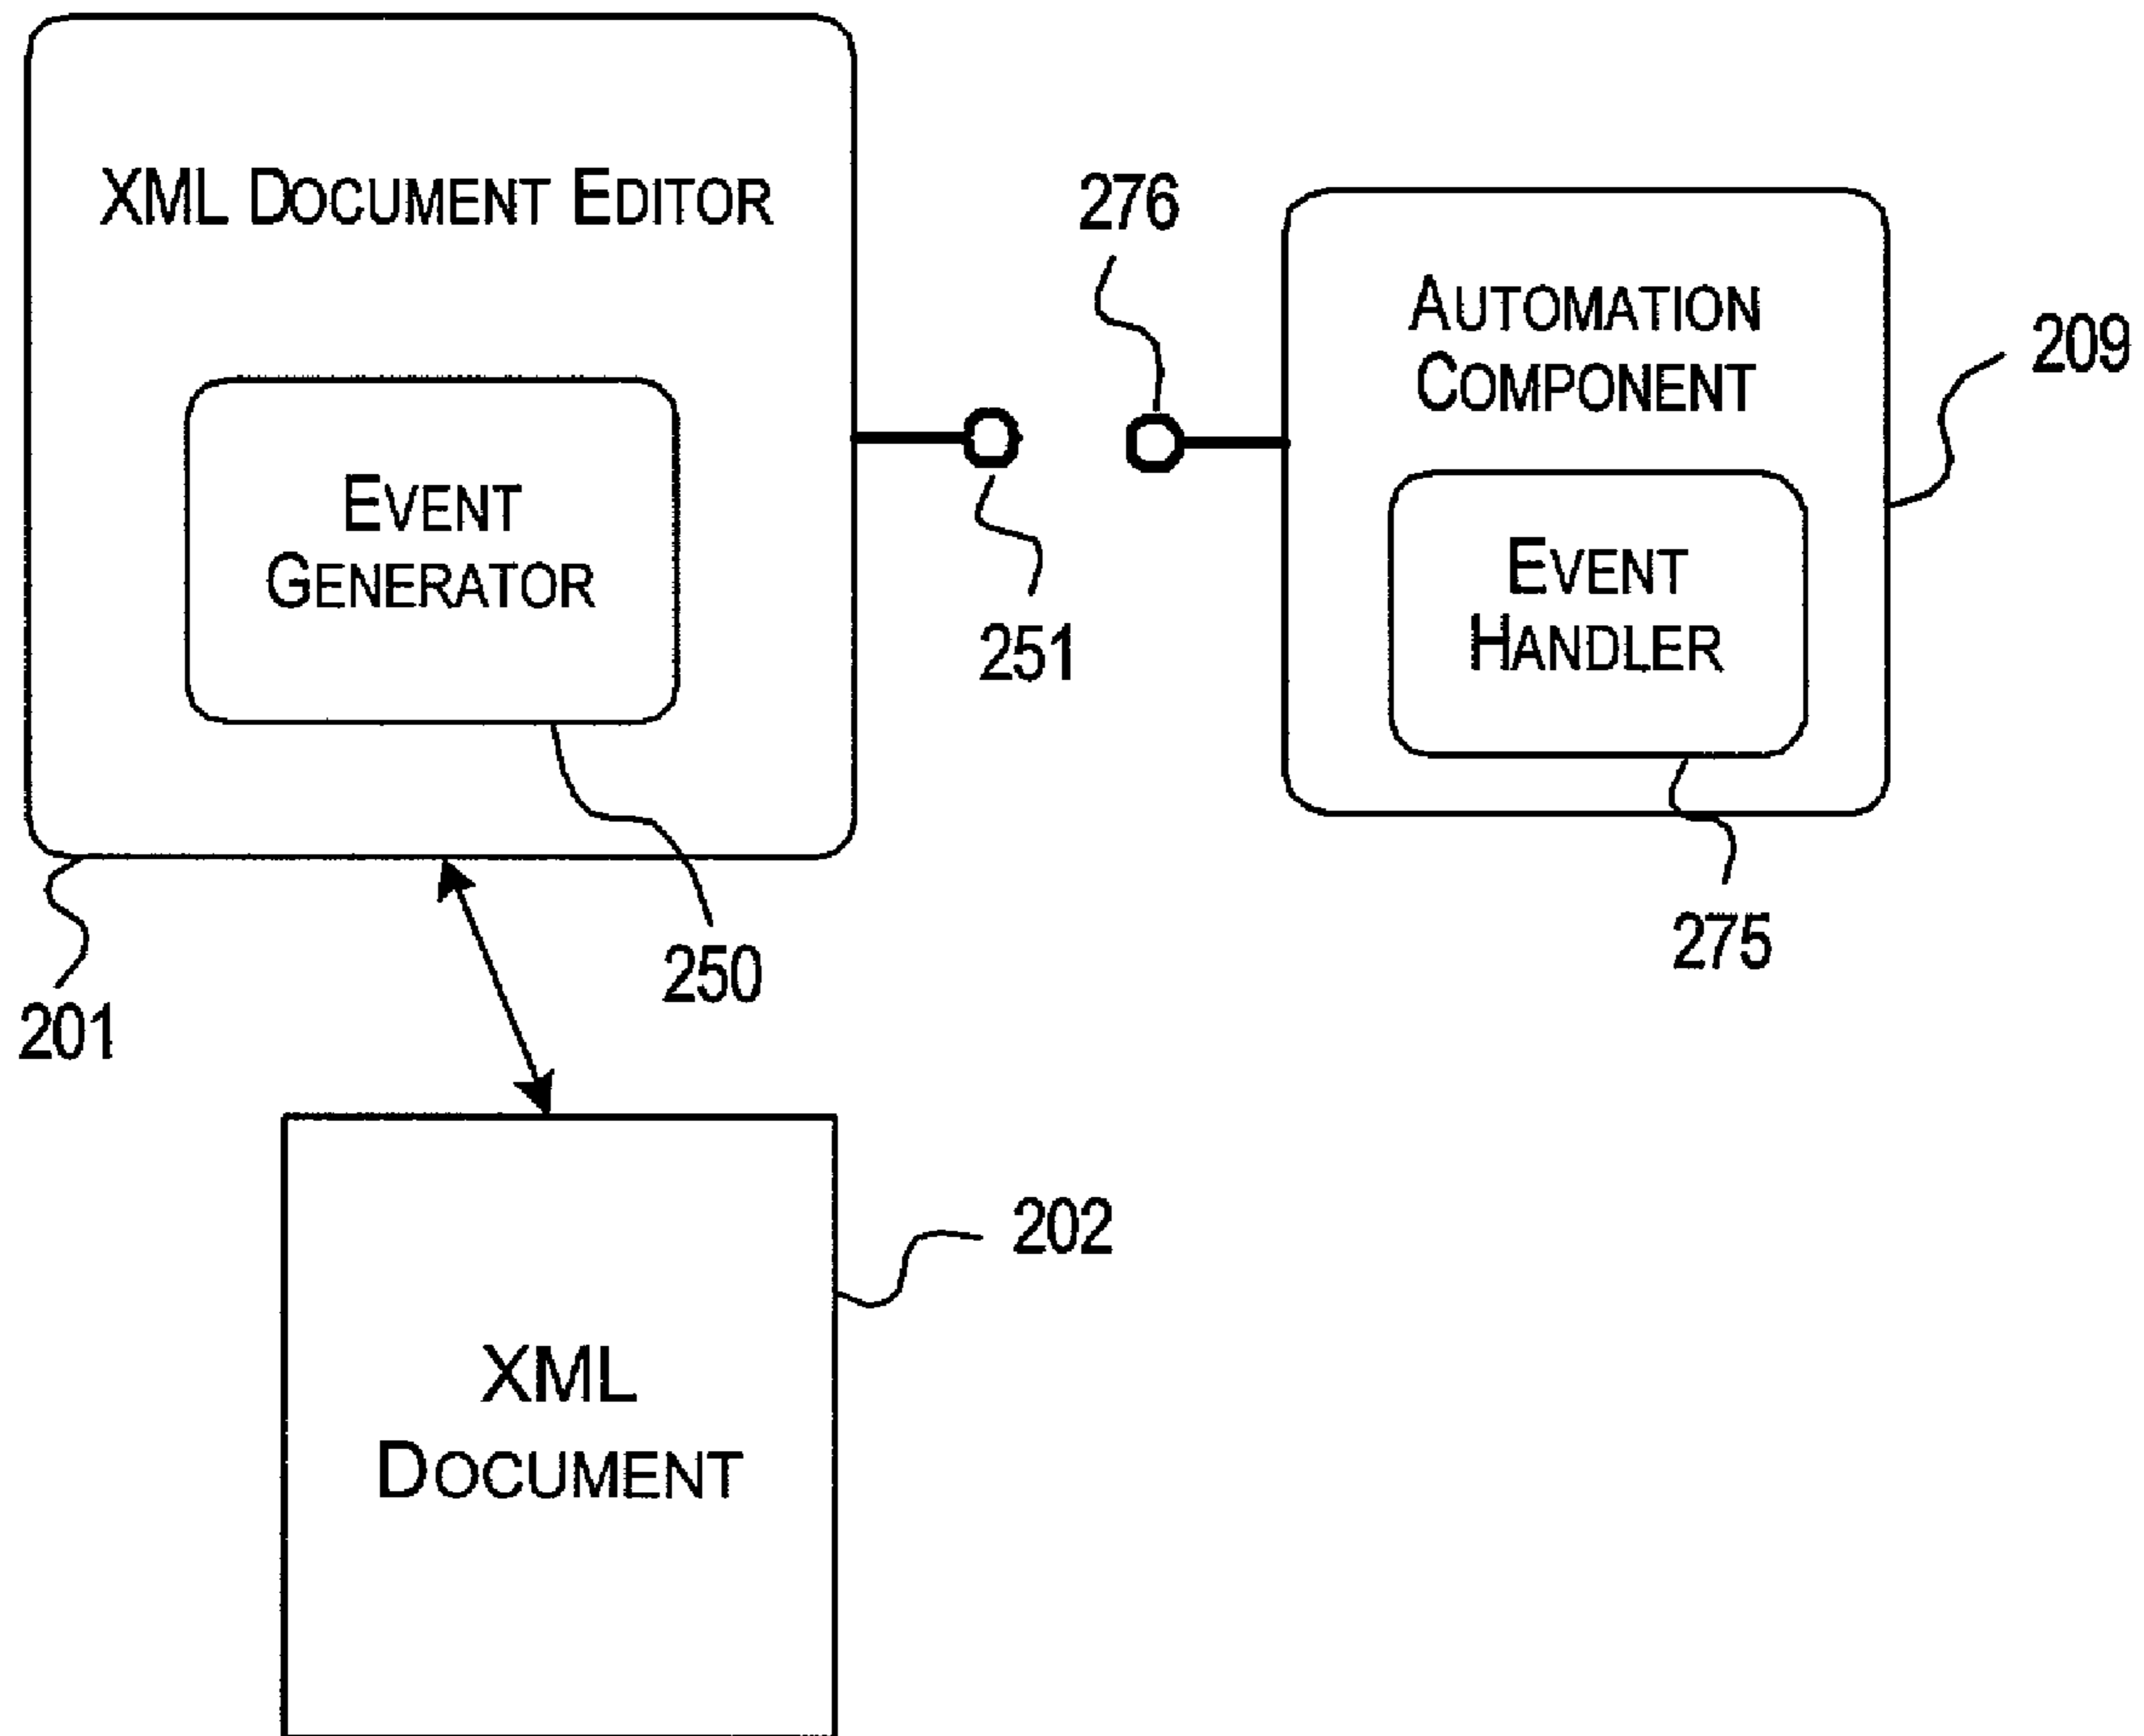 XML DOCUMENT EDITOR
EVENT
GENERATOR
276
AUTOMATION
COMPONENT
209
EVENT
HANDLER
251
275
250
201
202
XML
DOCUMENT